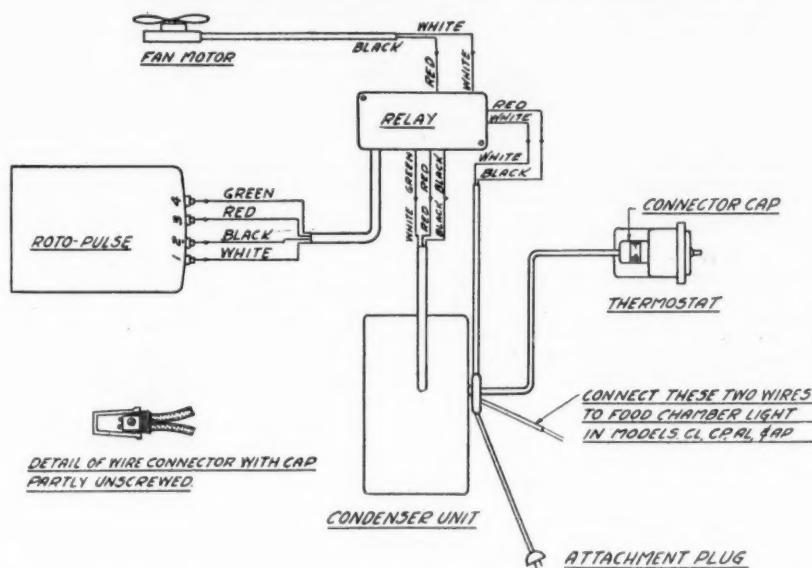 WHITE
BLACK
FAN MOTOR
RED
WHITE
RELAY
RED
WHITE
WHITE
BLACK
GREEN
RED
BLACK
WHITE
RED
BLACK
ROTO-PULSE
4
3
2
1
GREEN
RED
BLACK
WHITE
CONNECTOR CAP
THERMOSTAT
CONNECT THESE TWO WIRES
TO FOOD CHAMBER LIGHT
IN MODELS CL, CP, AL, & AP
DETAIL OF WIRE CONNECTOR WITH CAP
PARTLY UNSCREWED.
CONDENSER UNIT
ATTACHMENT PLUG